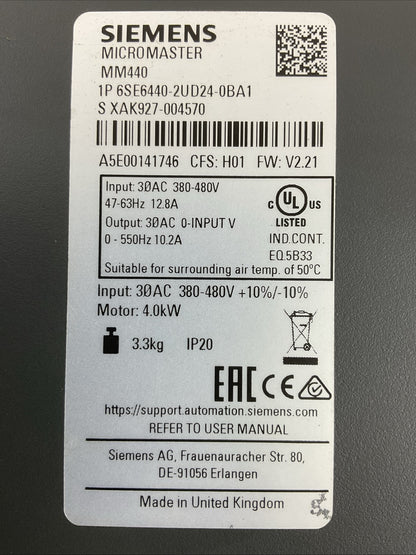 SIEMENS
MICROMASTER
MM440
1P 6SE6440-2UD24-0BA1
S XAK927-004570
A5E00141746 CFS: H01 FW: V2.21
Input: 3ØAC 380-480V
47-63Hz 12.8A
Output: 3ØAC 0-INPUT V
0 - 550Hz 10.2A
Suitable for surrounding air temp. of 50°C
C UL US
LISTED
IND.CONT.
EQ.5B33
Input: 3ØAC 380-480V +10%/-10%
Motor: 4.0kW
3.3kg IP20
EAC CE
https://support.automation.siemens.com
REFER TO USER MANUAL
Siemens AG, Frauenauracher Str. 80,
DE-91056 Erlangen
Made in United Kingdom